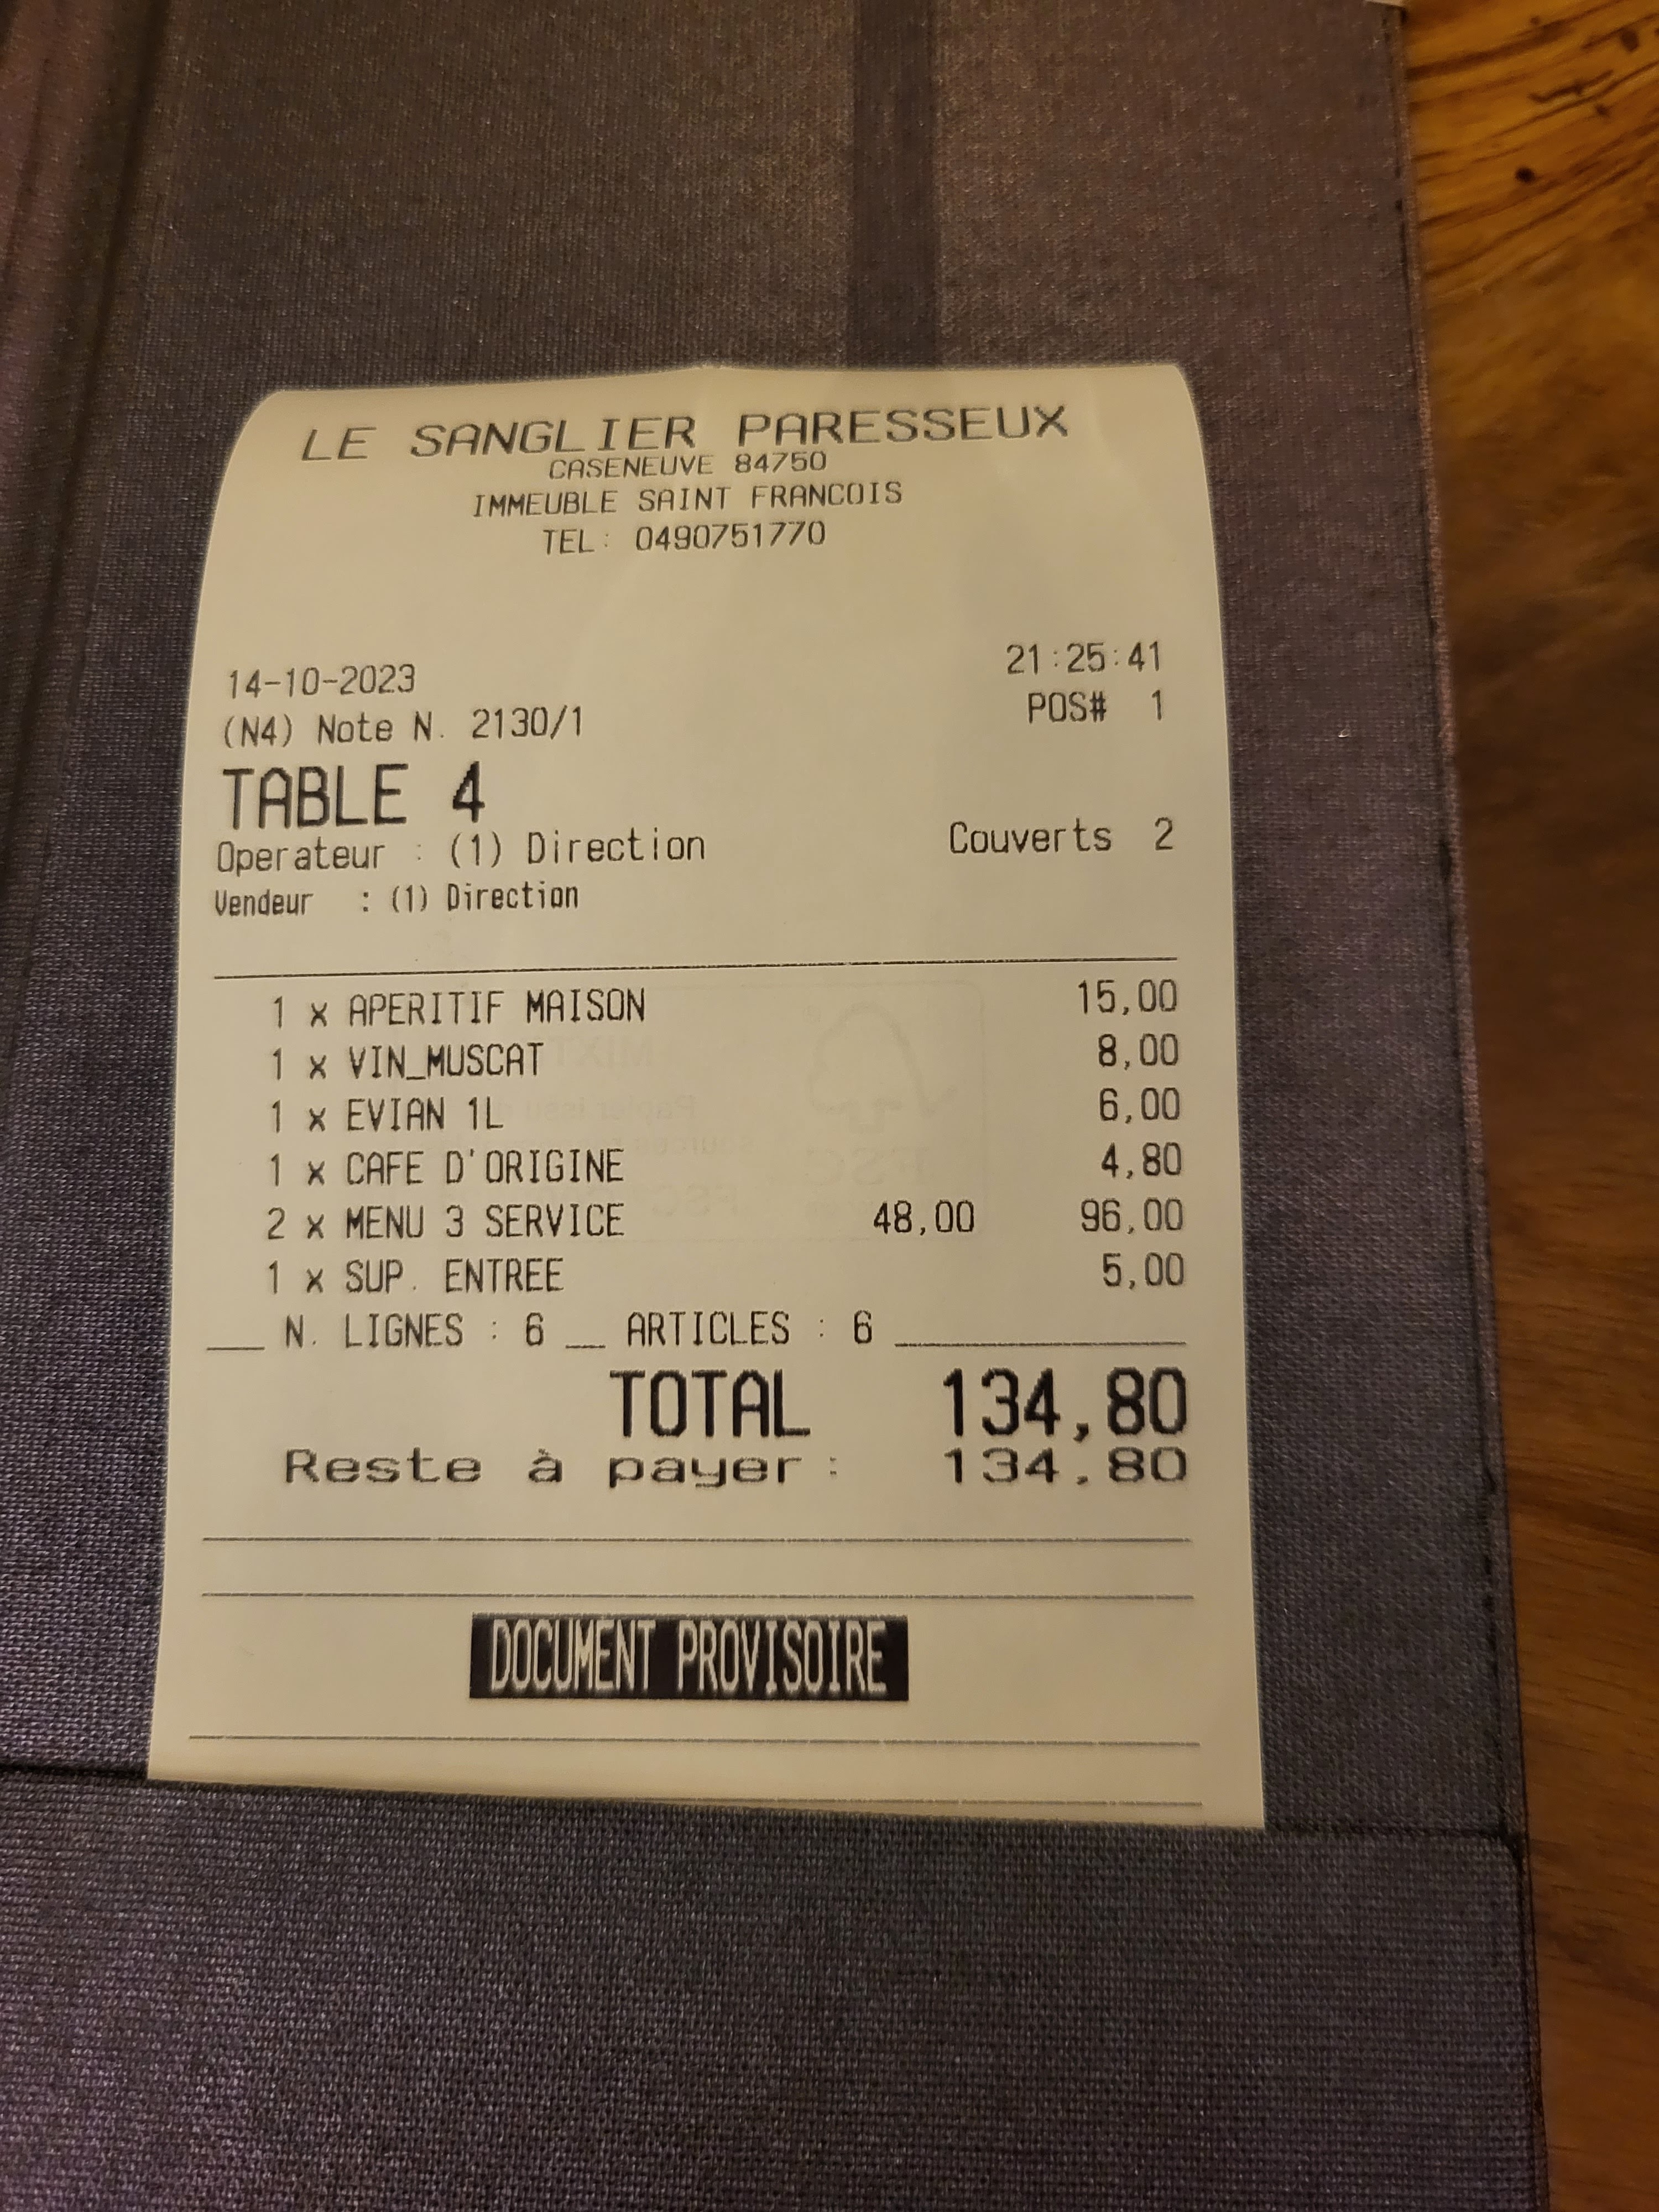 LE SANGLIER PARESSEUX
CASENEUVE 84750
IMMEUBLE SAINT FRANCOIS
TEL: 0490751770
14-10-2023 21:25:41
(N4) Note N. 2130/1 POS# 1
TABLE 4
Operateur : (1) Direction Couverts 2
Vendeur : (1) Direction
1 x APERITIF MAISON 15,00
1 x VIN_MUSCAT 8,00
1 x EVIAN 1L 6,00
1 x CAFE D'ORIGINE 4,80
2 x MENU 3 SERVICE 48,00 96,00
1 x SUP. ENTREE 5,00
N. LIGNES : 6 __ ARTICLES : 6
TOTAL 134,80
Reste à payer: 134.80
DOCUMENT PROVISOIRE